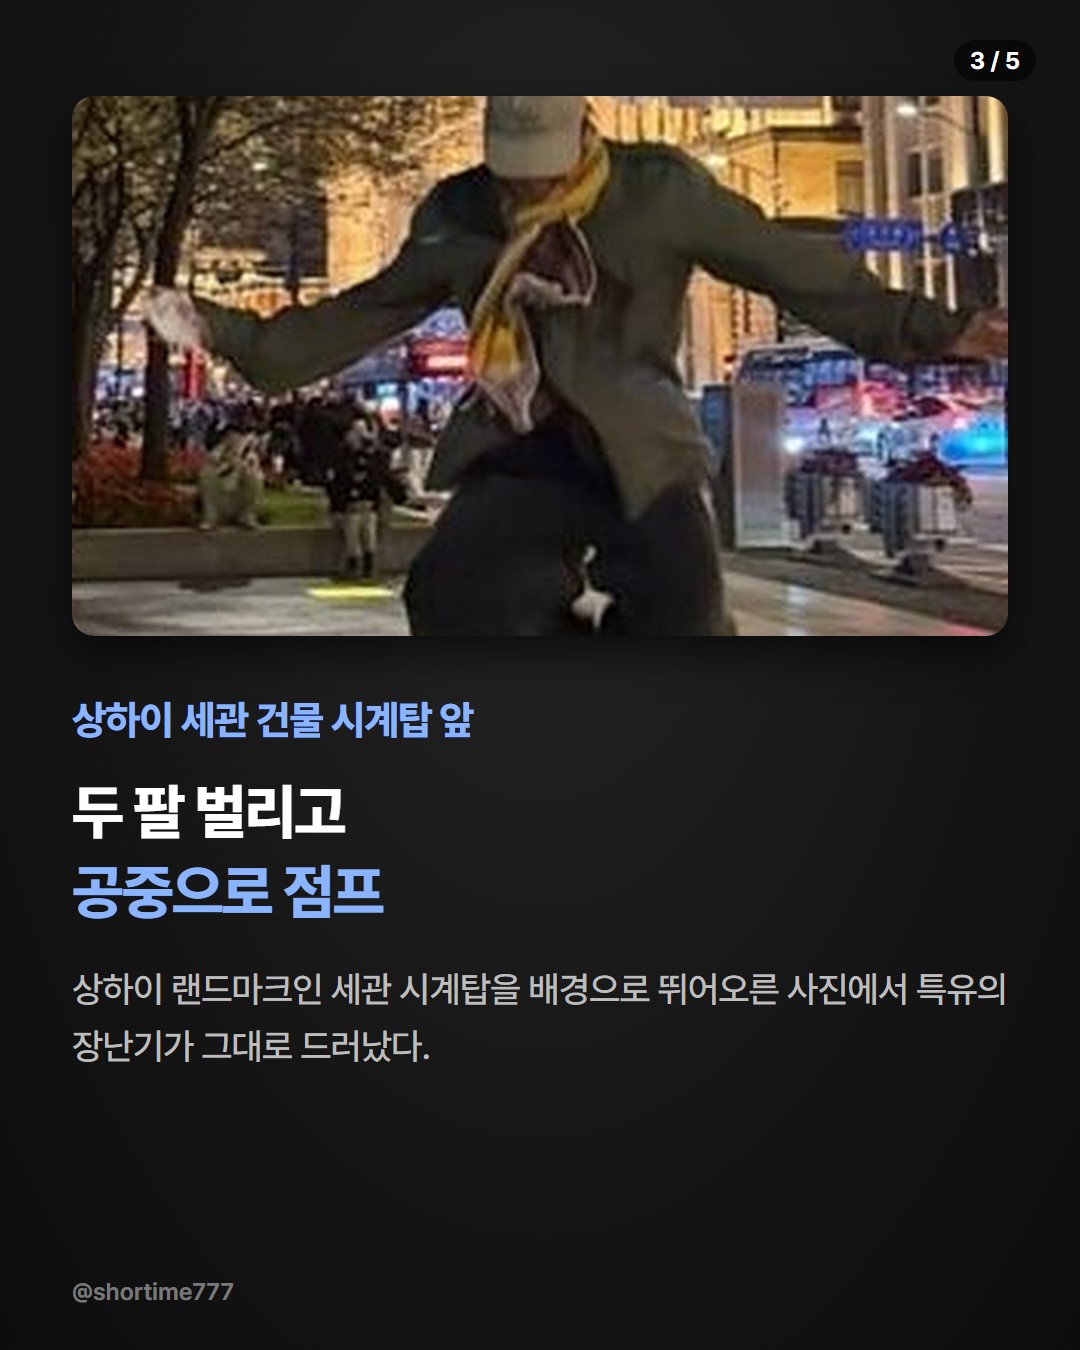 3 / 5
상하이 세관 건물 시계탑 앞
두 팔 벌리고
공중으로 점프
상하이 랜드마크인 세관 시계탑을 배경으로 뛰어오른 사진에서 특유의
장난기가 그대로 드러났다.
@shortime777